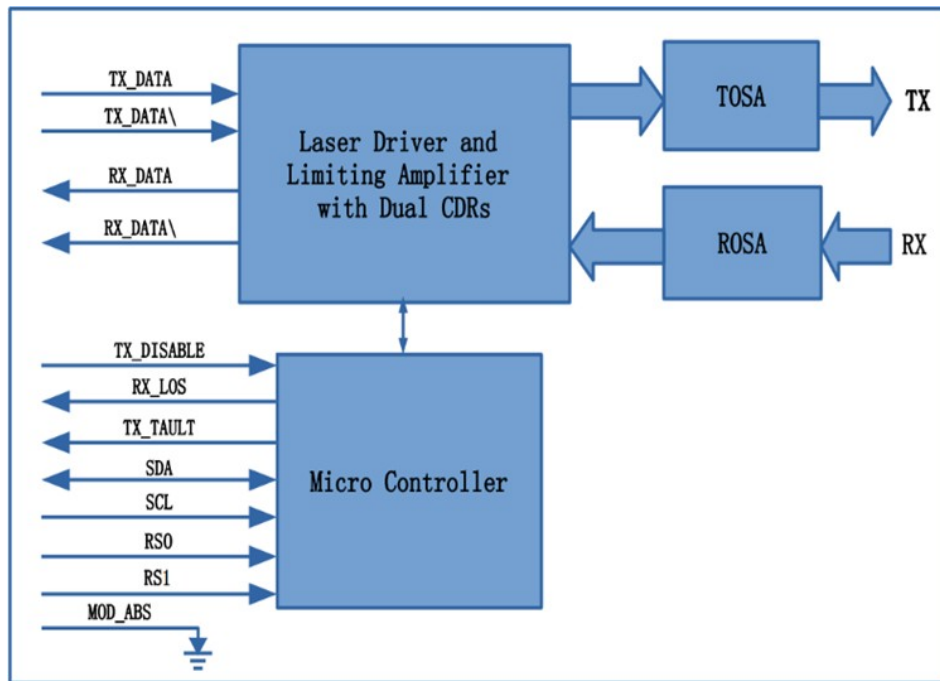 TX_DATA
TX_DATA\
RX_DATA
RX_DATA\
Laser Driver and
Limiting Amplifier
with Dual CDRs
TOSA
TX
ROSA
RX
TX_DISABLE
RX_LOS
TX_TAULT
SDA
SCL
RS0
RS1
MOD_ABS
Micro Controller